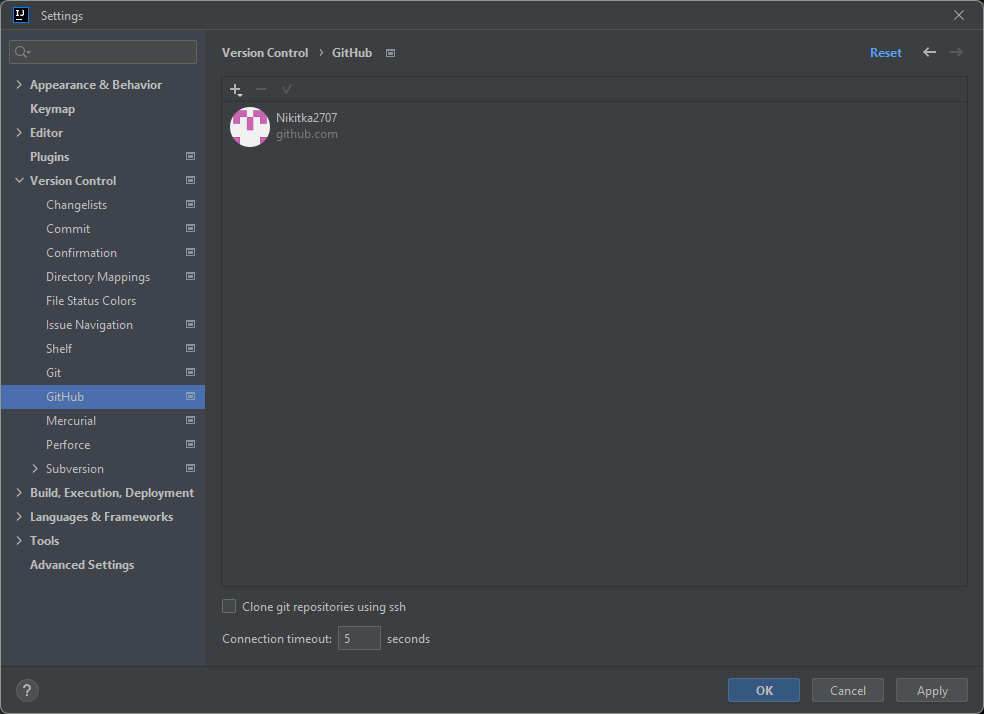 IJ
Settings
Appearance & Behavior
Keymap
Editor
Plugins
Version Control
Changelists
Commit
Confirmation
Directory Mappings
File Status Colors
Issue Navigation
Shelf
Git
GitHub
Mercurial
Perforce
Subversion
Build, Execution, Deployment
Languages & Frameworks
Tools
Advanced Settings
Version Control › GitHub
Reset
Nikitka2707
github.com
Clone git repositories using ssh
Connection timeout: 5 seconds
?
OK
Cancel
Apply